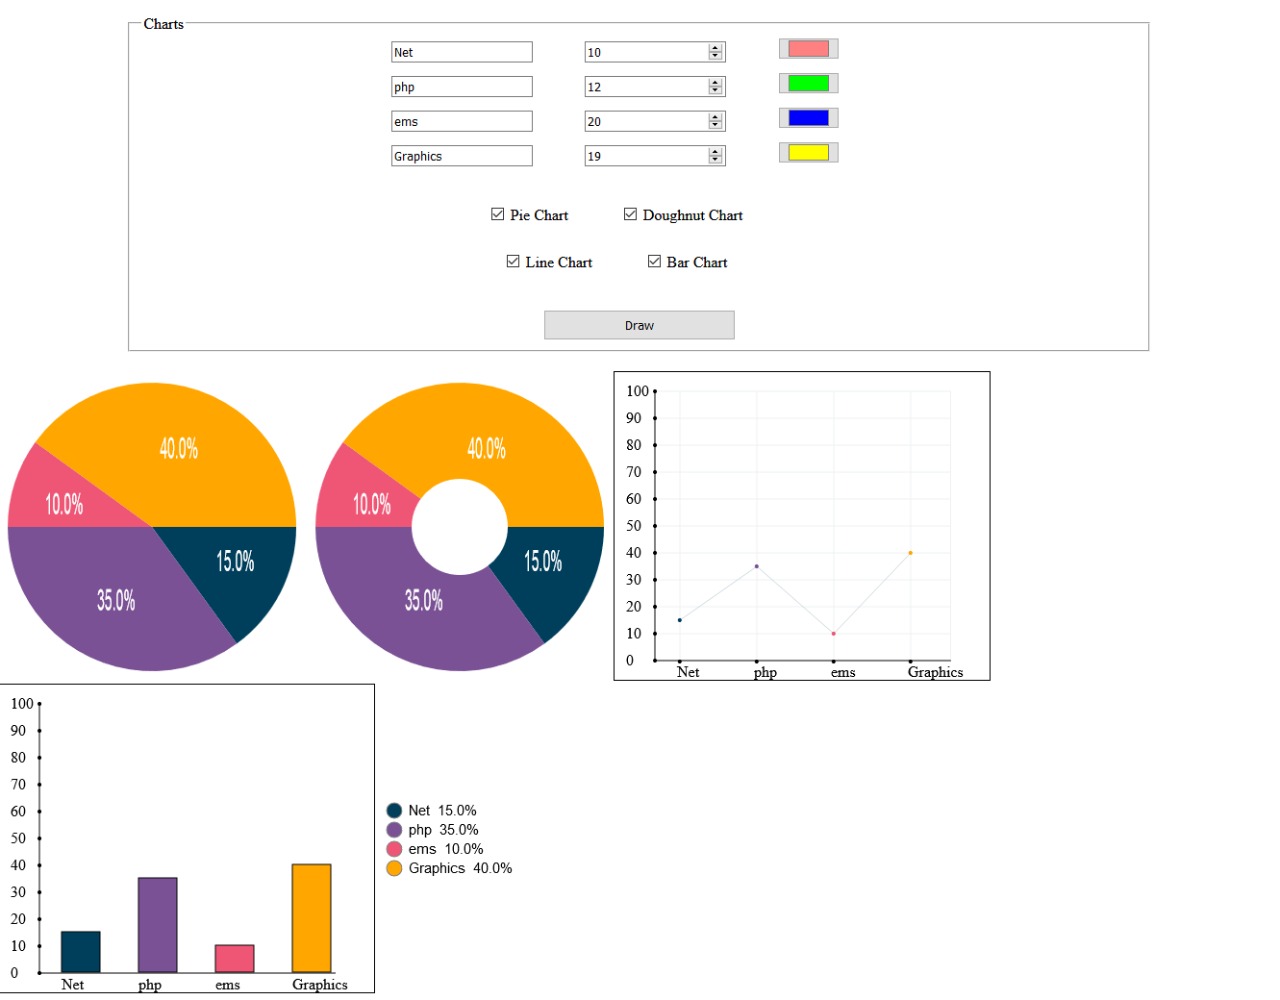 Charts
Net 10
php 12
ems 20
Graphics 19
Pie Chart Doughnut Chart
Line Chart Bar Chart
Draw
40.0%
10.0%
15.0%
35.0%
40.0%
10.0%
15.0%
35.0%
100
90
80
70
60
50
40
30
20
10
0
Net php ems Graphics
100
90
80
70
60
50
40
30
20
10
0
Net php ems Graphics
Net 15.0%
php 35.0%
ems 10.0%
Graphics 40.0%